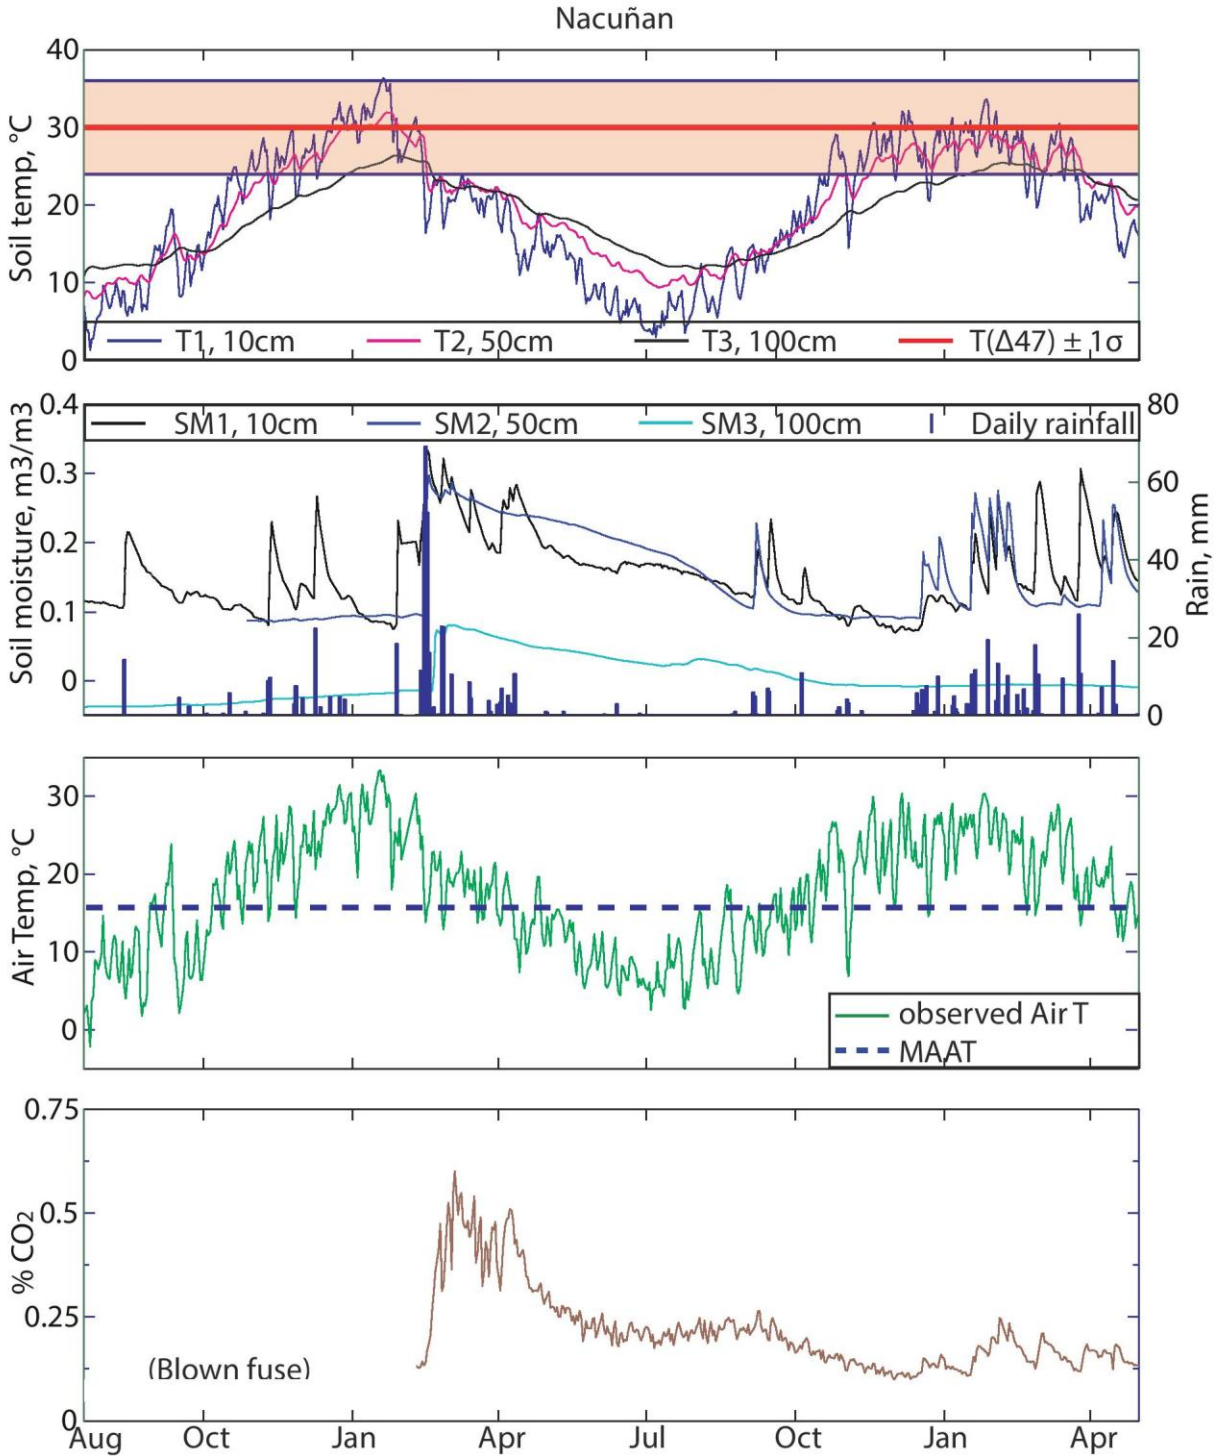 Nacuñan
Soil temp, °C
40
30
20
10
0
T1, 10cm
T2, 50cm
T3, 100cm
T(Δ47) ± 1σ
Soil moisture, m3/m3
0.4
0.3
0.2
0.1
0
SM1, 10cm
SM2, 50cm
SM3, 100cm
Daily rainfall
80
60
40
20
0
Rain, mm
Air Temp, °C
30
20
10
0
observed Air T
MAAT
% CO2
0.75
0.5
0.25
0
(Blown fuse)
Aug Oct Jan Apr Jul Oct Jan Apr